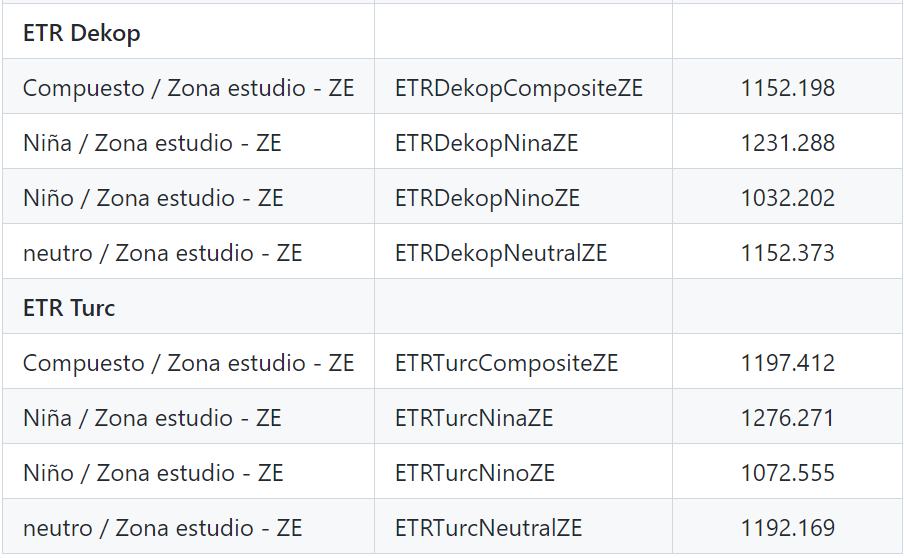 ETR Dekop
Compuesto / Zona estudio - ZE ETRDekopCompositeZE 1152.198
Niña / Zona estudio - ZE ETRDekopNinaZE 1231.288
Niño / Zona estudio - ZE ETRDekopNinoZE 1032.202
neutro / Zona estudio - ZE ETRDekopNeutralZE 1152.373
ETR Turc
Compuesto / Zona estudio - ZE ETRTurcCompositeZE 1197.412
Niña / Zona estudio - ZE ETRTurcNinaZE 1276.271
Niño / Zona estudio - ZE ETRTurcNinoZE 1072.555
neutro / Zona estudio - ZE ETRTurcNeutralZE 1192.169